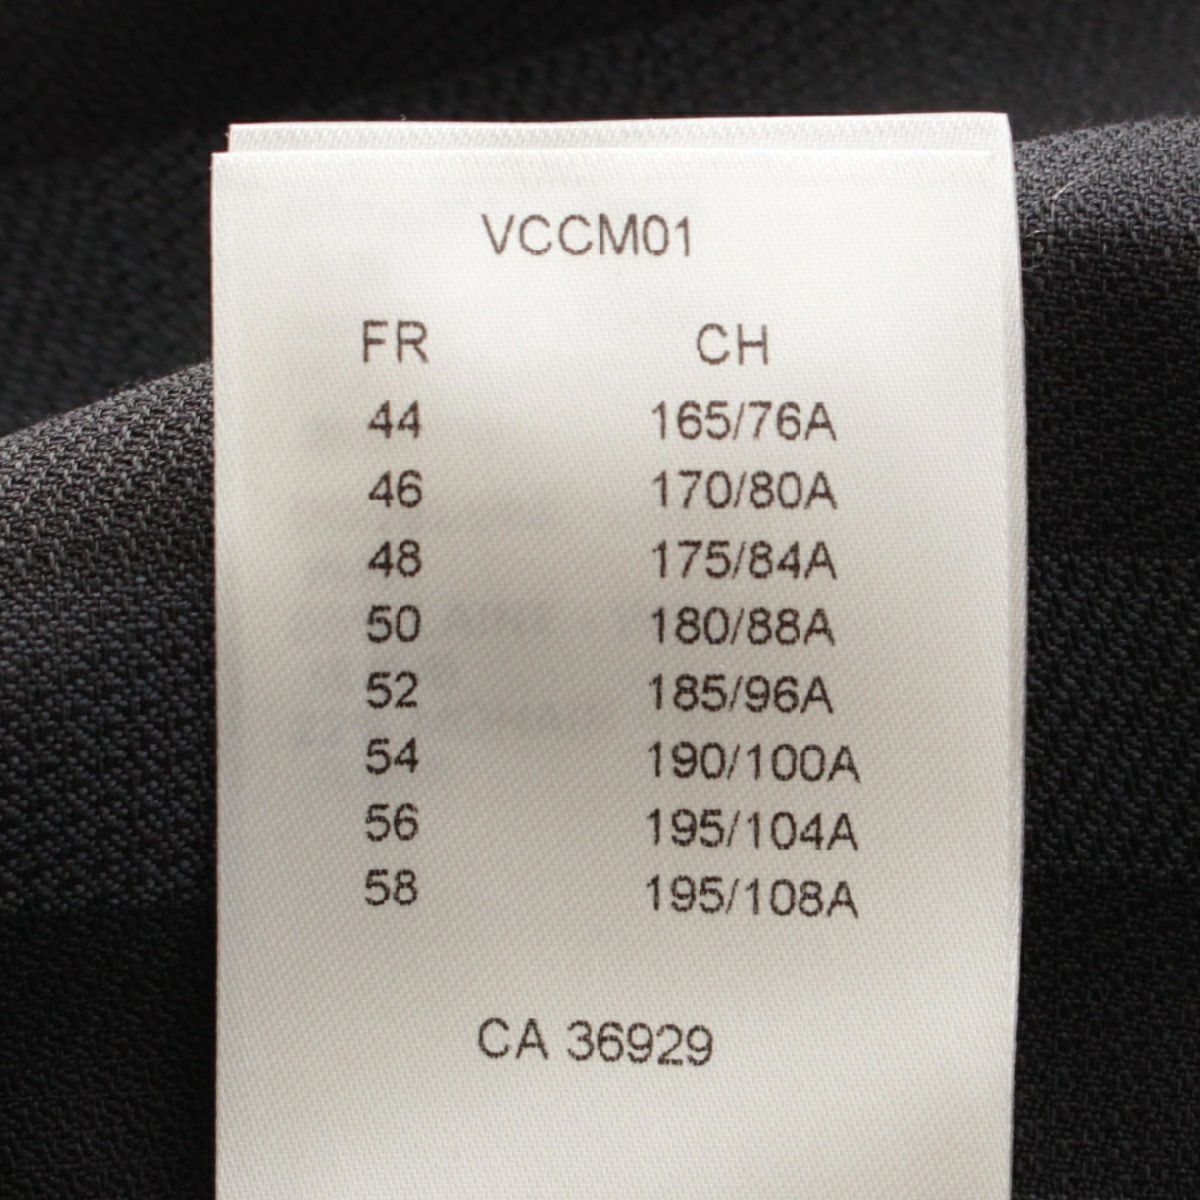 VCCM01
FR CH
44 165/76A
46 170/80A
48 175/84A
50 180/88A
52 185/96A
54 190/100A
56 195/104A
58 195/108A
CA 36929